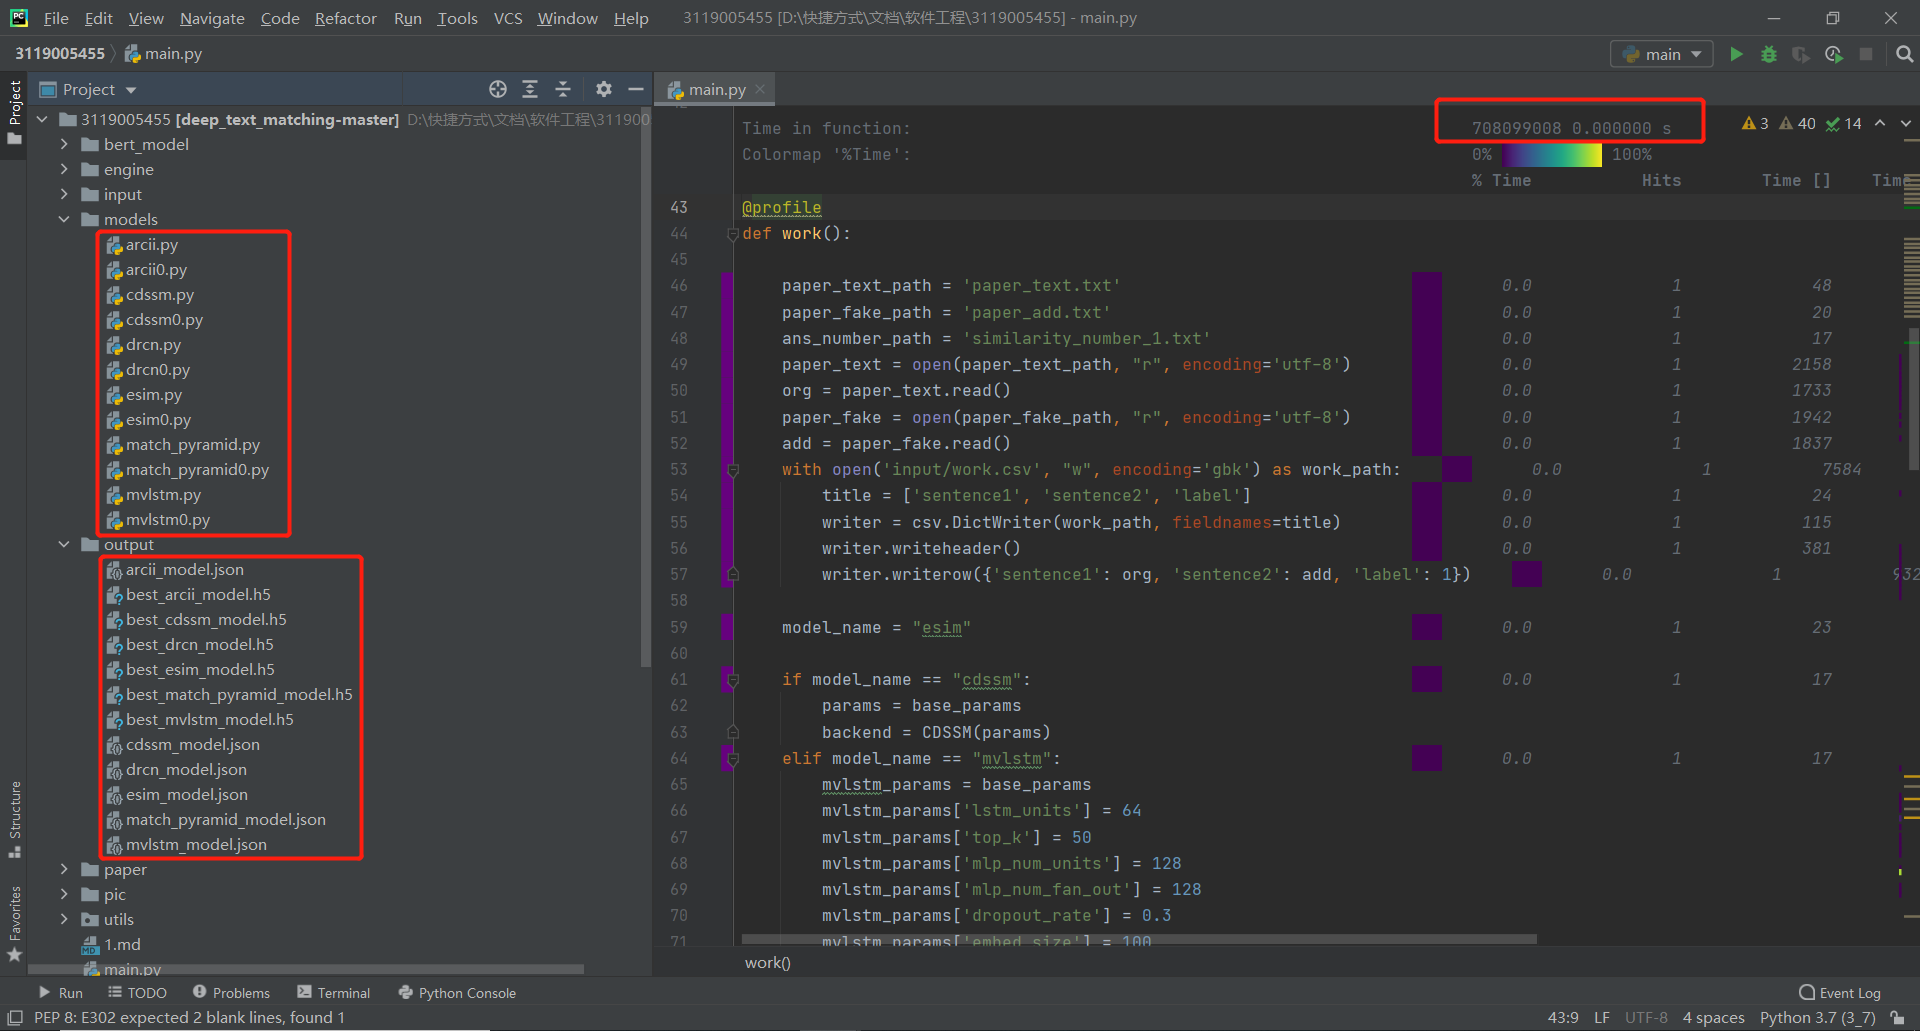 File Edit View Navigate Code Refactor Run Tools VCS Window Help 3119005455 [D:\快捷方式\文档\软件工程\3119005455] - main.py
3119005455 main.py
main
Project
Project
main.py
3119005455 [deep_text_matching-master] D:\快捷方式\文档\软件工程\311900
bert_model
engine
input
models
arcii.py
arcii0.py
cdssm.py
cdssm0.py
drcn.py
drcn0.py
esim.py
esim0.py
match_pyramid.py
match_pyramid0.py
mvlstm.py
mvlstm0.py
output
arcii_model.json
best_arcii_model.h5
best_cdssm_model.h5
best_drcn_model.h5
best_esim_model.h5
best_match_pyramid_model.h5
best_mvlstm_model.h5
cdssm_model.json
drcn_model.json
esim_model.json
match_pyramid_model.json
mvlstm_model.json
paper
pic
utils
1.md
main.py
Structure
Favorites
Time in function: 708099008 0.000000 s
3 40 14
Colormap '%Time': 0% 100%
% Time Hits Time [] Time
43 @profile
44 def work():
45
46 paper_text_path = 'paper_text.txt' 0.0 1 48
47 paper_fake_path = 'paper_add.txt' 0.0 1 20
48 ans_number_path = 'similarity_number_1.txt' 0.0 1 17
49 paper_text = open(paper_text_path, "r", encoding='utf-8') 0.0 1 2158
50 org = paper_text.read() 0.0 1 1733
51 paper_fake = open(paper_fake_path, "r", encoding='utf-8') 0.0 1 1942
52 add = paper_fake.read() 0.0 1 1837
53 with open('input/work.csv', "w", encoding='gbk') as work_path: 0.0 1 7584
54 title = ['sentence1', 'sentence2', 'label'] 0.0 1 24
55 writer = csv.DictWriter(work_path, fieldnames=title) 0.0 1 115
56 writer.writeheader() 0.0 1 381
57 writer.writerow({'sentence1': org, 'sentence2': add, 'label': 1}) 0.0 1 932
58
59 model_name = "esim" 0.0 1 23
60
61 if model_name == "cdssm": 0.0 1 17
62 params = base_params
63 backend = CDSSM(params)
64 elif model_name == "mvlstm": 0.0 1 17
65 mvlstm_params = base_params
66 mvlstm_params['lstm_units'] = 64
67 mvlstm_params['top_k'] = 50
68 mvlstm_params['mlp_num_units'] = 128
69 mvlstm_params['mlp_num_fan_out'] = 128
70 mvlstm_params['dropout_rate'] = 0.3
71 mvlstm_params['embed_size'] = 100
work()
Run TODO Problems Terminal Python Console Event Log
PEP 8: E302 expected 2 blank lines, found 1 43:9 LF UTF-8 4 spaces Python 3.7 (3_7)